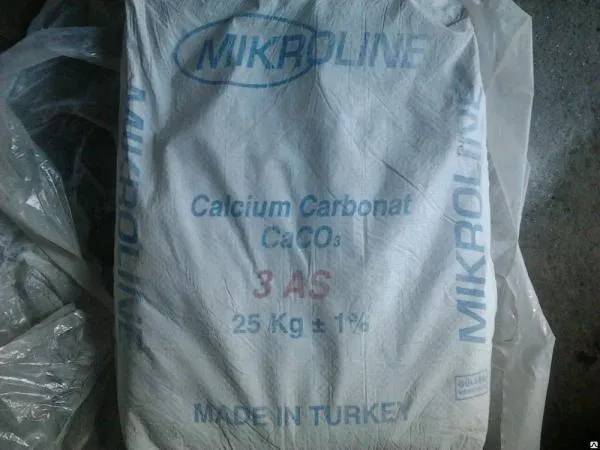 MIKROLINE
MIKROLINE
MIKROLINE
Calcium Carbonat
CaCO₃
3 AS
25 Kg ± 1%
MADE IN TURKEY